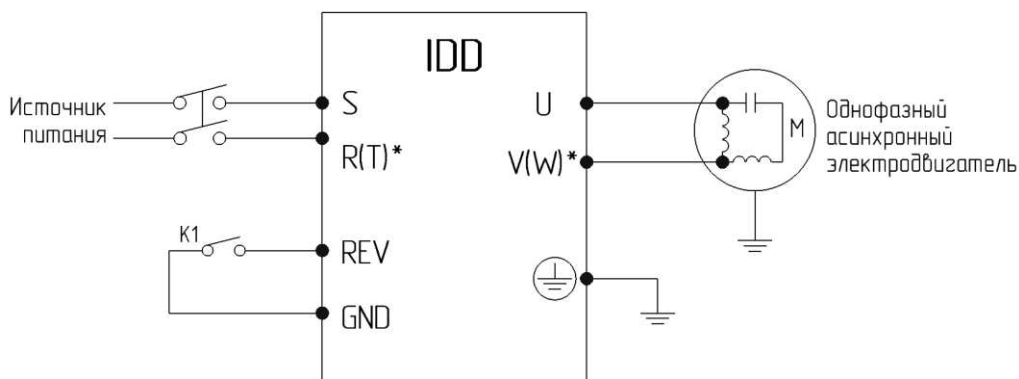 IDD
Источник
питания
S
R(T)*
U
V(W)*
M
Однофазный
асинхронный
электродвигатель
K1
REV
GND